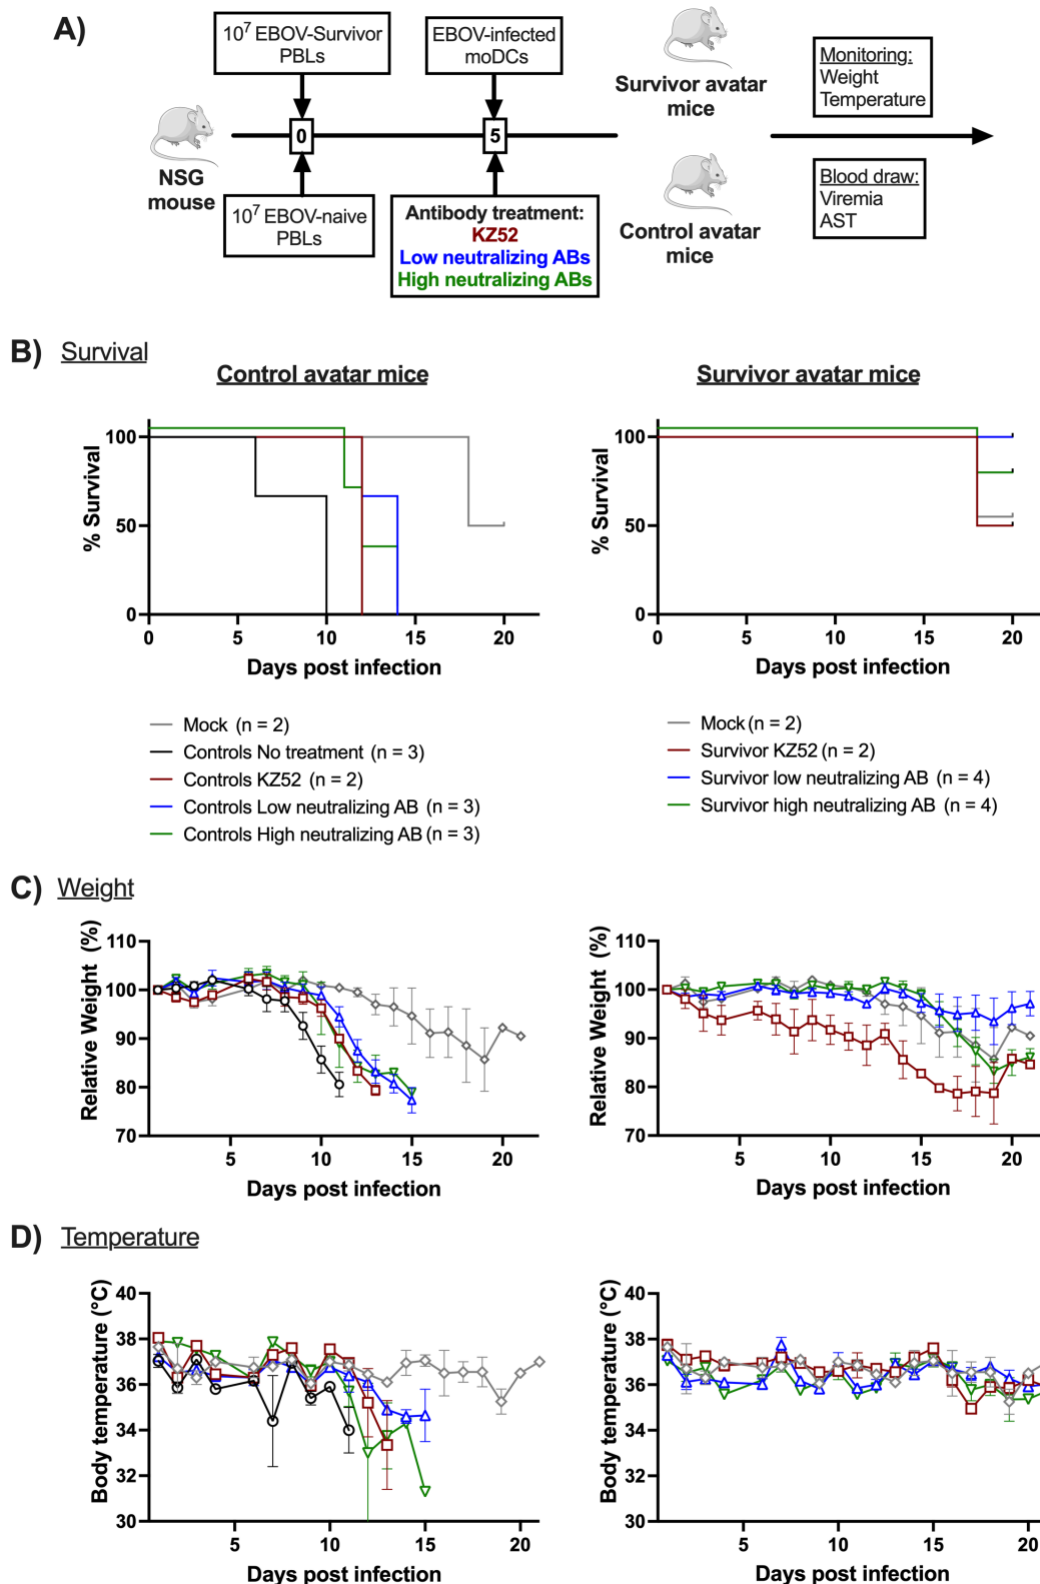 A)
10⁷ EBOV-Survivor
PBLs
EBOV-infected
moDCs
NSG
mouse
0
5
10⁷ EBOV-naive
PBLs
Antibody treatment:
KZ52
Low neutralizing ABs
High neutralizing ABs
Survivor avatar
mice
Control avatar
mice
Monitoring:
Weight
Temperature
Blood draw:
Viremia
AST
B) Survival
Control avatar mice
% Survival
100
50
0
0 5 10 15 20
Days post infection
Mock (n = 2)
Controls No treatment (n = 3)
Controls KZ52 (n = 2)
Controls Low neutralizing AB (n = 3)
Controls High neutralizing AB (n = 3)
Survivor avatar mice
% Survival
100
50
0
0 5 10 15 20
Days post infection
Mock (n = 2)
Survivor KZ52 (n = 2)
Survivor low neutralizing AB (n = 4)
Survivor high neutralizing AB (n = 4)
C) Weight
Relative Weight (%)
110
100
90
80
70
5 10 15 20
Days post infection
Relative Weight (%)
110
100
90
80
70
5 10 15 20
Days post infection
D) Temperature
Body temperature (°C)
40
38
36
34
32
30
5 10 15 20
Days post infection
Body temperature (°C)
40
38
36
34
32
30
5 10 15 20
Days post infection